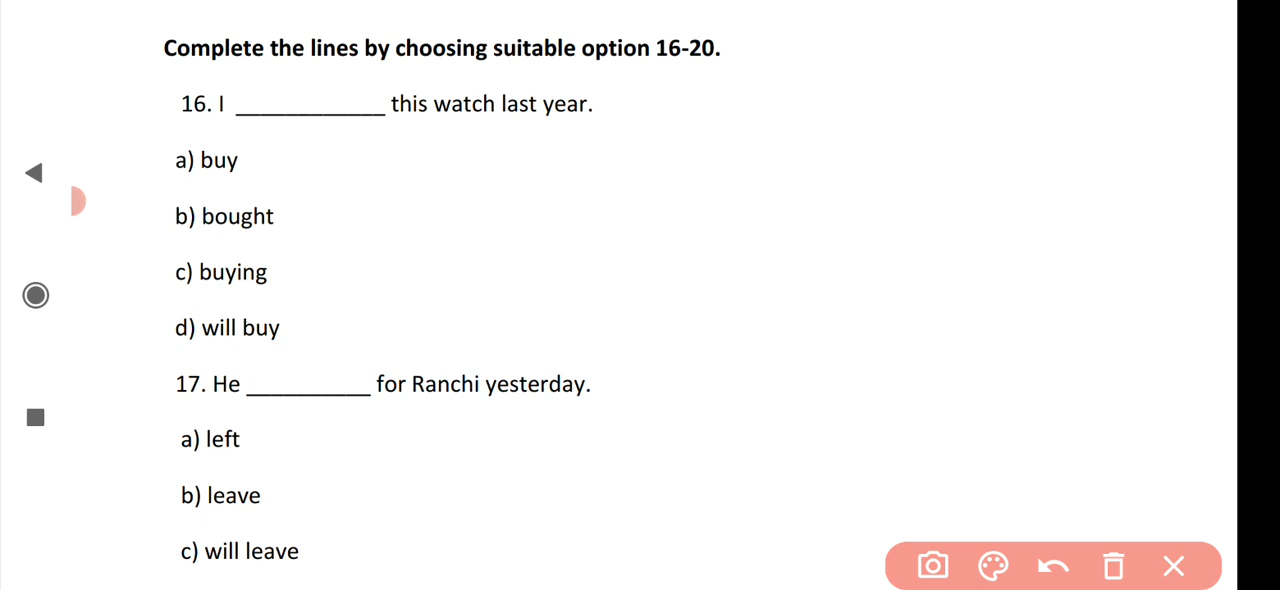 Complete the lines by choosing suitable option 16-20.
16. I ____________ this watch last year.
a) buy
b) bought
c) buying
d) will buy
17. He __________ for Ranchi yesterday.
a) left
b) leave
c) will leave